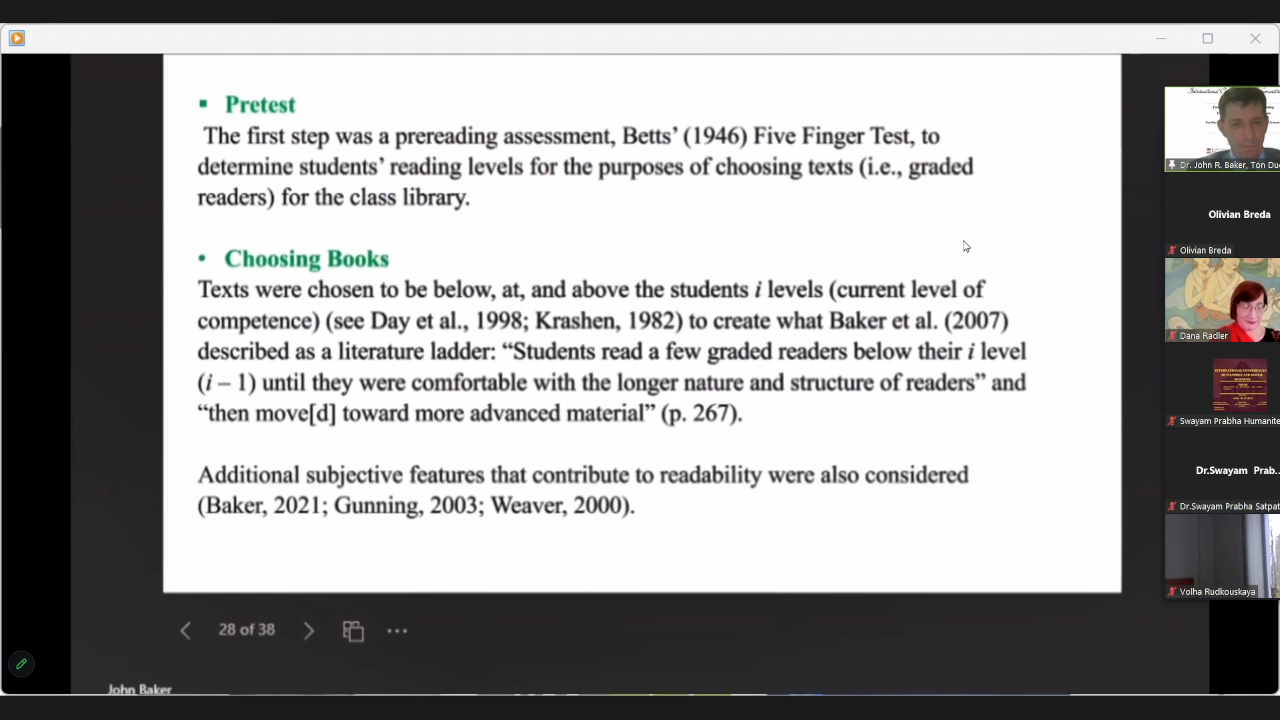 Pretest
The first step was a prereading assessment, Betts' (1946) Five Finger Test, to
determine students' reading levels for the purposes of choosing texts (i.e., graded
readers) for the class library.
Choosing Books
Texts were chosen to be below, at, and above the students i levels (current level of
competence) (see Day et al., 1998; Krashen, 1982) to create what Baker et al. (2007)
described as a literature ladder: “Students read a few graded readers below their i level
(i – 1) until they were comfortable with the longer nature and structure of readers” and
“then move[d] toward more advanced material” (p. 267).
Additional subjective features that contribute to readability were also considered
(Baker, 2021; Gunning, 2003; Weaver, 2000).
28 of 38
John Baker
Dr. John R. Baker, Ton Du
Olivian Breda
Olivian Breda
Dana Radler
Swayam Prabha Humanite
Dr.Swayam Prab...
Dr.Swayam Prabha Satpat
Volha Rudkouskaya